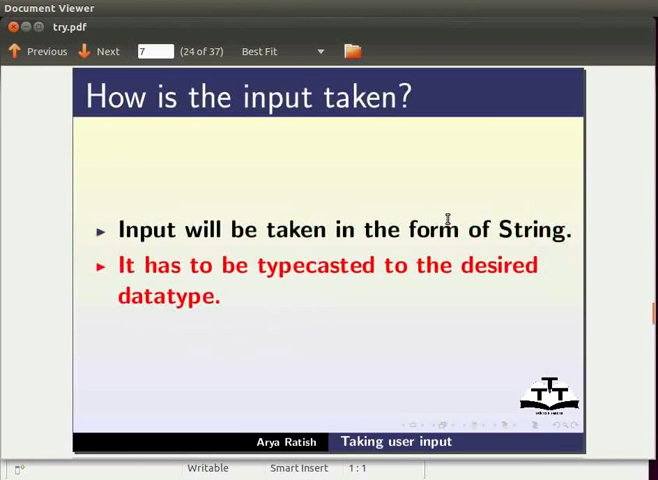 Document Viewer
try.pdf
Previous Next 7 (24 of 37) Best Fit
How is the input taken?
Input will be taken in the form of String.
It has to be typecasted to the desired
datatype.
Arya Ratish Taking user input
Writable Smart Insert 1 : 1